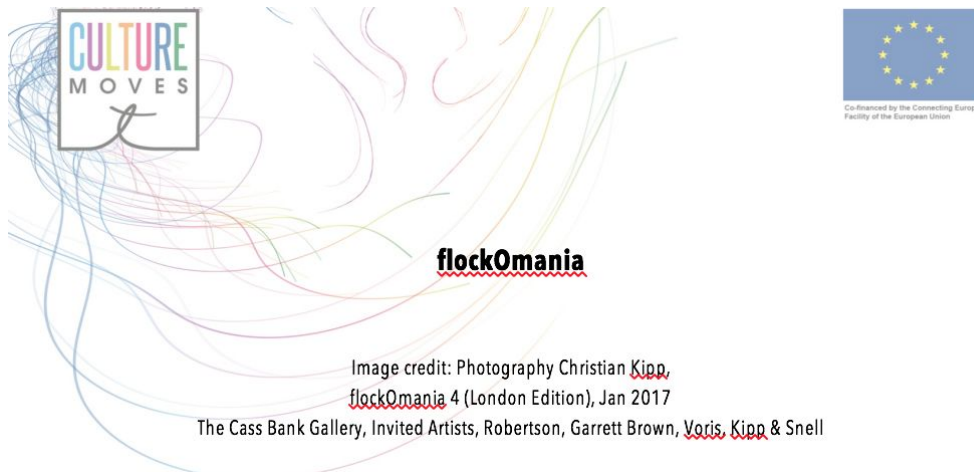 CULTURE
MOVES
Co-financed by the Connecting Europ
Facility of the European Union
flockOmania
Image credit: Photography Christian Kipp,
flockOmania 4 (London Edition), Jan 2017
The Cass Bank Gallery, Invited Artists, Robertson, Garrett Brown, Voris, Kipp & Snell